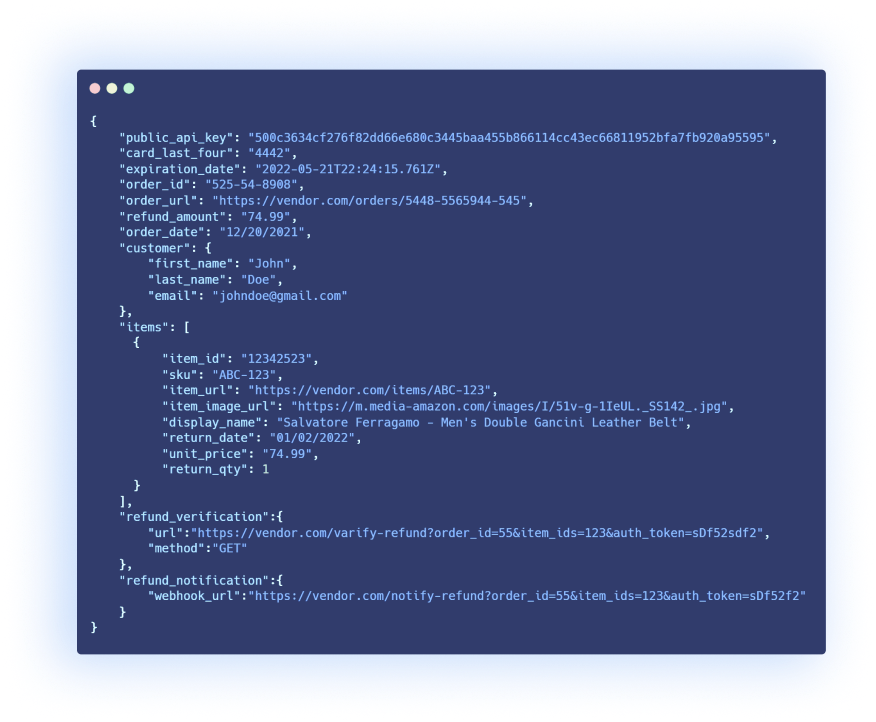 {
    "public_api_key": "500c3634cf276f82dd66e680c3445baa455b866114cc43ec66811952bfa7fb920a95595",
    "card_last_four": "4442",
    "expiration_date": "2022-05-21T22:24:15.761Z",
    "order_id": "525-54-8908",
    "order_url": "https://vendor.com/orders/5448-5565944-545",
    "refund_amount": "74.99",
    "order_date": "12/20/2021",
    "customer": {
        "first_name": "John",
        "last_name": "Doe",
        "email": "johndoe@gmail.com"
    },
    "items": [
      {
          "item_id": "12342523",
          "sku": "ABC-123",
          "item_url": "https://vendor.com/items/ABC-123",
          "item_image_url": "https://m.media-amazon.com/images/I/51v-g-1IeUL._SS142_.jpg",
          "display_name": "Salvatore Ferragamo - Men's Double Gancini Leather Belt",
          "return_date": "01/02/2022",
          "unit_price": "74.99",
          "return_qty": 1
      }
    ],
    "refund_verification":{
        "url":"https://vendor.com/varify-refund?order_id=55&item_ids=123&auth_token=sDf52sdf2",
        "method":"GET"
    },
    "refund_notification":{
        "webhook_url":"https://vendor.com/notify-refund?order_id=55&item_ids=123&auth_token=sDf52f2"
    }
}